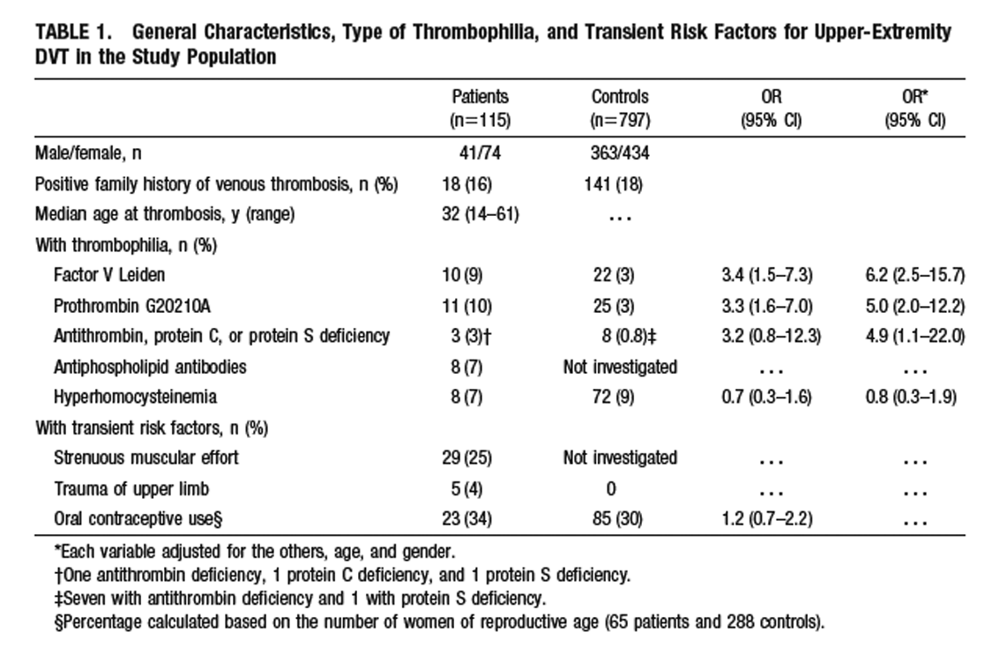 TABLE 1. General Characteristics, Type of Thrombophilia, and Transient Risk Factors for Upper-Extremity
DVT in the Study Population
Patients Controls OR OR*
(n=115) (n=797) (95% CI) (95% CI)
Male/female, n 41/74 363/434
Positive family history of venous thrombosis, n (%) 18 (16) 141 (18)
Median age at thrombosis, y (range) 32 (14–61) ...
With thrombophilia, n (%)
Factor V Leiden 10 (9) 22 (3) 3.4 (1.5–7.3) 6.2 (2.5–15.7)
Prothrombin G20210A 11 (10) 25 (3) 3.3 (1.6–7.0) 5.0 (2.0–12.2)
Antithrombin, protein C, or protein S deficiency 3 (3)† 8 (0.8)‡ 3.2 (0.8–12.3) 4.9 (1.1–22.0)
Antiphospholipid antibodies 8 (7) Not investigated ... ...
Hyperhomocysteinemia 8 (7) 72 (9) 0.7 (0.3–1.6) 0.8 (0.3–1.9)
With transient risk factors, n (%)
Strenuous muscular effort 29 (25) Not investigated ... ...
Trauma of upper limb 5 (4) 0 ... ...
Oral contraceptive use§ 23 (34) 85 (30) 1.2 (0.7–2.2) ...
*Each variable adjusted for the others, age, and gender.
†One antithrombin deficiency, 1 protein C deficiency, and 1 protein S deficiency.
‡Seven with antithrombin deficiency and 1 with protein S deficiency.
§Percentage calculated based on the number of women of reproductive age (65 patients and 288 controls).